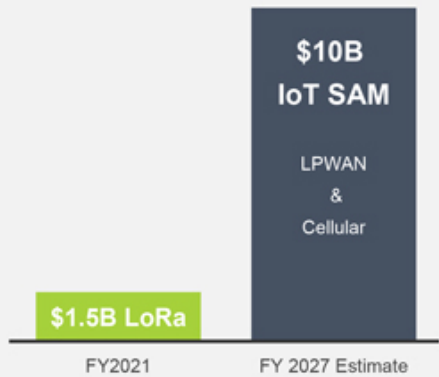 $10B
IoT SAM
LPWAN
&
Cellular
$1.5B LoRa
FY2021
FY 2027 Estimate